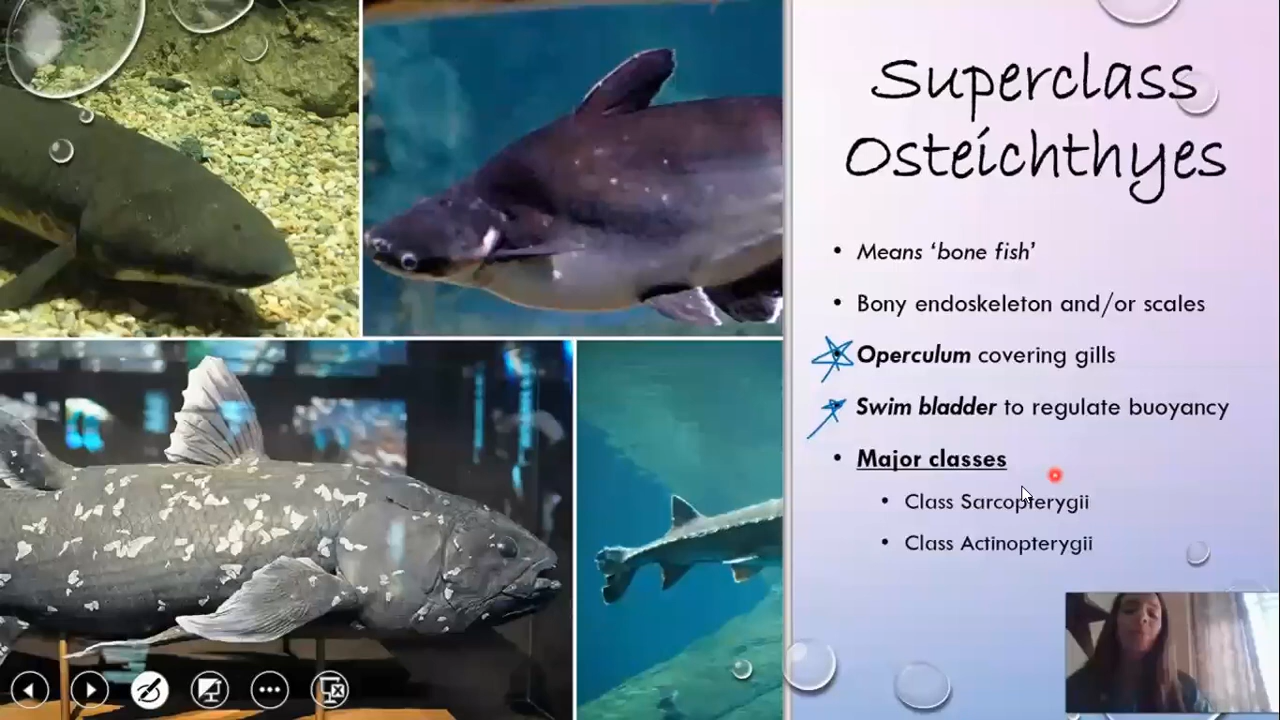 Superclass
Osteichthyes
• Means ‘bone fish’
• Bony endoskeleton and/or scales
• Operculum covering gills
• Swim bladder to regulate buoyancy
• Major classes
• Class Sarcopterygii
• Class Actinopterygii